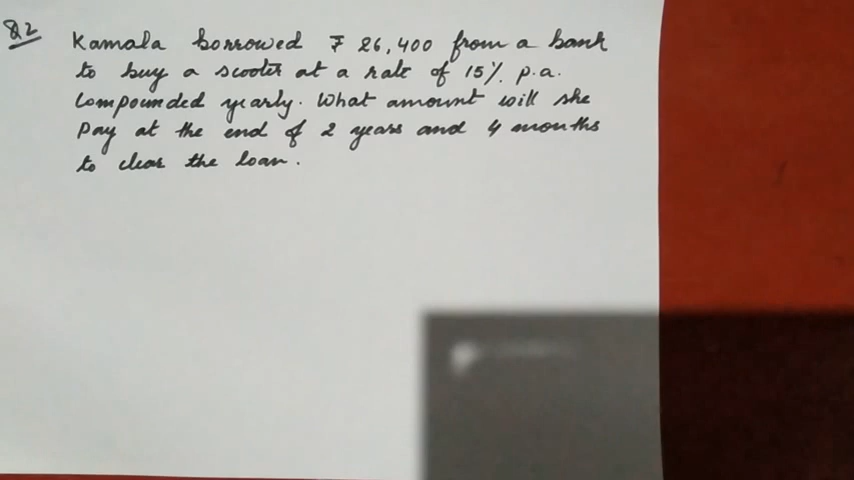 Q2
Kamala borrowed ₹ 26,400 from a bank
to buy a scooter at a rate of 15% p.a.
Compounded yearly. What amount will she
Pay at the end of 2 years and 4 months
to clear the loan.